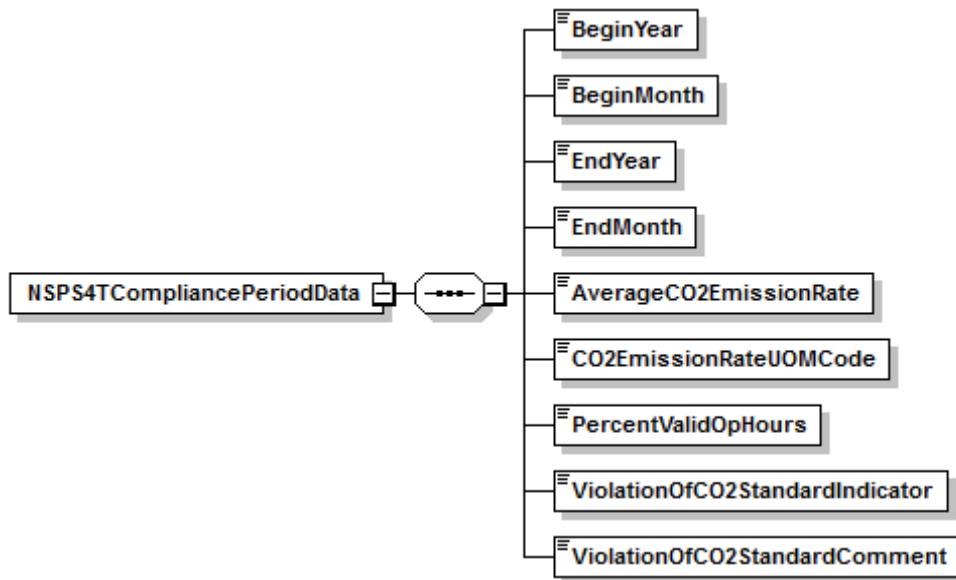 BeginYear
BeginMonth
EndYear
EndMonth
NSPS4TCompliancePeriodData
AverageCO2EmissionRate
CO2EmissionRateUOMCode
PercentValidOpHours
ViolationOfCO2StandardIndicator
ViolationOfCO2StandardComment